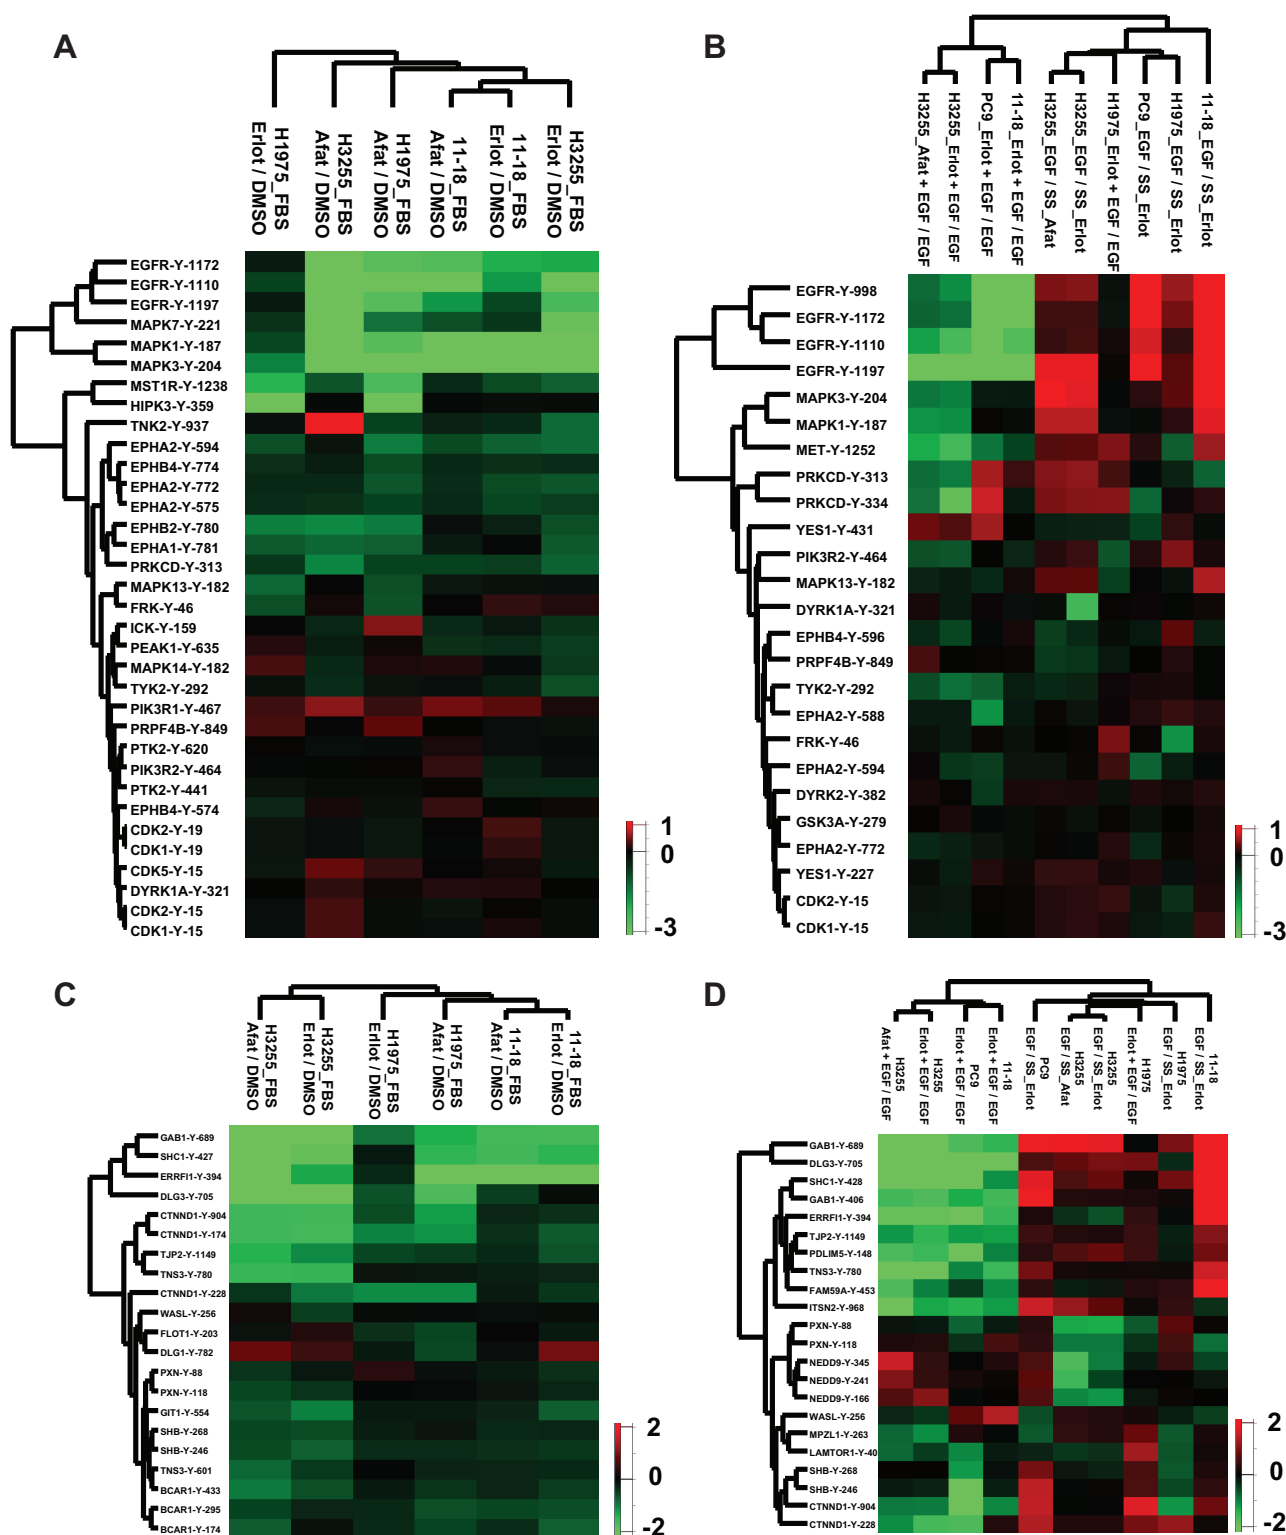 A
H1975_FBS
Erlot / DMSO
H3255_FBS
Afat / DMSO
H1975_FBS
Afat / DMSO
11-18_FBS
Afat / DMSO
11-18_FBS
Erlot / DMSO
H3255_FBS
Erlot / DMSO
EGFR-Y-1172
EGFR-Y-1110
EGFR-Y-1197
MAPK7-Y-221
MAPK1-Y-187
MAPK3-Y-204
MST1R-Y-1238
HIPK3-Y-359
TNK2-Y-937
EPHA2-Y-594
EPHB4-Y-774
EPHA2-Y-772
EPHA2-Y-575
EPHB2-Y-780
EPHA1-Y-781
PRKCD-Y-313
MAPK13-Y-182
FRK-Y-46
ICK-Y-159
PEAK1-Y-635
MAPK14-Y-182
TYK2-Y-292
PIK3R1-Y-467
PRPF4B-Y-849
PTK2-Y-620
PIK3R2-Y-464
PTK2-Y-441
EPHB4-Y-574
CDK2-Y-19
CDK1-Y-19
CDK5-Y-15
DYRK1A-Y-321
CDK2-Y-15
CDK1-Y-15
1
0
-3
B
H3255_Afat + EGF / EGF
H3255_Erlot + EGF / EGF
PC9_Erlot + EGF / EGF
11-18_Erlot + EGF / EGF
H3255_EGF / SS_Afat
H3255_EGF / SS_Erlot
H1975_Erlot + EGF / EGF
PC9_EGF / SS_Erlot
H1975_EGF / SS_Erlot
11-18_EGF / SS_Erlot
EGFR-Y-998
EGFR-Y-1172
EGFR-Y-1110
EGFR-Y-1197
MAPK3-Y-204
MAPK1-Y-187
MET-Y-1252
PRKCD-Y-313
PRKCD-Y-334
YES1-Y-431
PIK3R2-Y-464
MAPK13-Y-182
DYRK1A-Y-321
EPHB4-Y-596
PRPF4B-Y-849
TYK2-Y-292
EPHA2-Y-588
FRK-Y-46
EPHA2-Y-594
DYRK2-Y-382
GSK3A-Y-279
EPHA2-Y-772
YES1-Y-227
CDK2-Y-15
CDK1-Y-15
1
0
-3
C
H3255_FBS
Afat / DMSO
H3255_FBS
Erlot / DMSO
H1975_FBS
Erllot / DMSO
H1975_FBS
Afat / DMSO
11-18_FBS
Afat / DMSO
11-18_FBS
Erlot / DMSO
GAB1-Y-689
SHC1-Y-427
ERRFI1-Y-394
DLG3-Y-705
CTNND1-Y-904
CTNND1-Y-174
TJP2-Y-1149
TNS3-Y-780
CTNND1-Y-228
WASL-Y-256
FLOT1-Y-203
DLG1-Y-782
PXN-Y-88
PXN-Y-118
GIT1-Y-554
SHB-Y-268
SHB-Y-246
TNS3-Y-601
BCAR1-Y-433
BCAR1-Y-295
BCAR1-Y-174
2
0
-2
D
H3255
Afat + EGF / EGF
H3255
Erlot + EGF / EGF
PC9
Erlot + EGF / EGF
11-18
Erlot + EGF / EGF
PC9
EGF / SS_Erlot
H3255
EGF / SS_Afat
H3255
EGF / SS_Erlot
H1975
Erlot + EGF / EGF
H1975
EGF / SS_Erlot
11-18
EGF / SS_Erlot
GAB1-Y-689
DLG3-Y-705
SHC1-Y-428
GAB1-Y-406
ERRFI1-Y-394
TJP2-Y-1149
PDLIM5-Y-148
TNS3-Y-780
FAM59A-Y-453
ITSN2-Y-968
PXN-Y-88
PXN-Y-118
NEDD9-Y-345
NEDD9-Y-241
NEDD9-Y-166
WASL-Y-256
MPZL1-Y-263
LAMTOR1-Y-40
SHB-Y-268
SHB-Y-246
CTNND1-Y-904
CTNND1-Y-228
2
0
-2